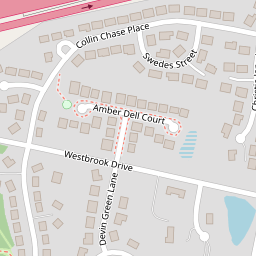 Collin Chase Place
Swedes Street
Amber Dell Court
Westbrook Drive
Devin Green Lane